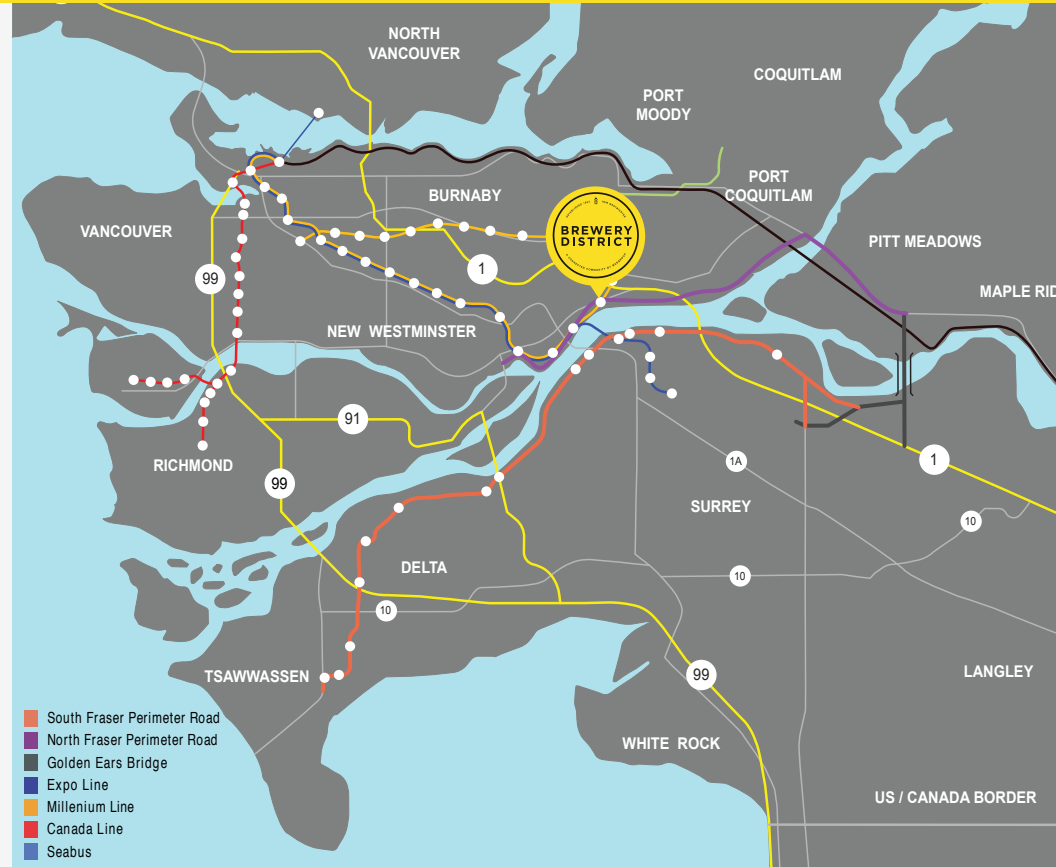 NORTH
VANCOUVER
COQUITLAM
PORT
MOODY
PORT
COQUITLAM
BURNABY
VANCOUVER
BREWERY
DISTRICT
PITT MEADOWS
1
99
MAPLE RID
NEW WESTMINSTER
91
RICHMOND
1A
1
99
SURREY
10
DELTA
10
10
TSAWWASSEN
LANGLEY
99
WHITE ROCK
US / CANADA BORDER
South Fraser Perimeter Road
North Fraser Perimeter Road
Golden Ears Bridge
Expo Line
Millenium Line
Canada Line
Seabus